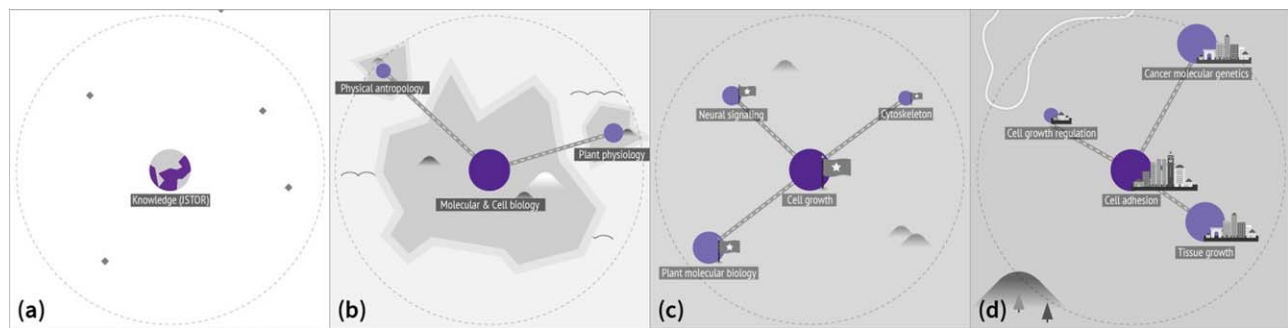 Knowledge (JSTOR)
(a)
Physical antropology
Plant physiology
Molecular & Cell biology
(b)
Neural signaling
Cytoskeleton
Cell growth
Plant molecular biology
(c)
Cancer molecular genetics
Cell growth regulation
Cell adhesion
Tissue growth
(d)